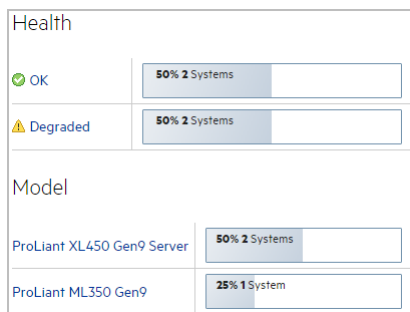 Health
OK
50% 2 Systems
Degraded
50% 2 Systems
Model
ProLiant XL450 Gen9 Server
50% 2 Systems
ProLiant ML350 Gen9
25% 1 System